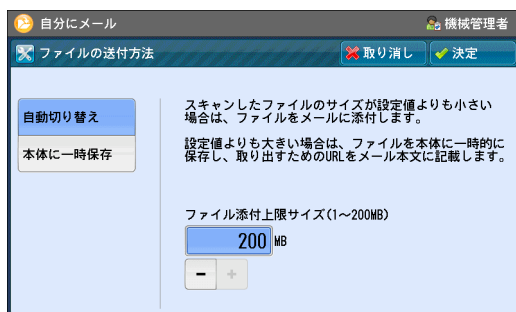 自分にメール
機械管理者
ファイルの送付方法
取り消し
決定
自動切り替え
本体に一時保存
スキャンしたファイルのサイズが設定値よりも小さい
場合は、ファイルをメールに添付します。
設定値よりも大きい場合は、ファイルを本体に一時的に
保存し、取り出すためのURLをメール本文に記載します。
ファイル添付上限サイズ(1～200MB)
200 MB
- +